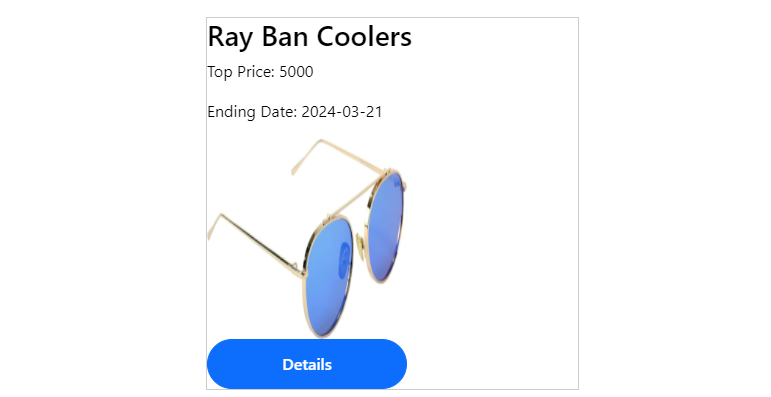 Ray Ban Coolers
Top Price: 5000
Ending Date: 2024-03-21
Details